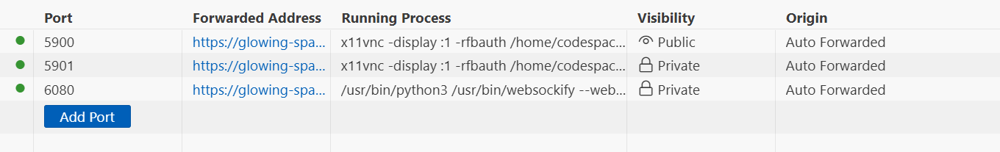 Port Forwarded Address Running Process Visibility Origin
5900 https://glowing-spa... x11vnc -display :1 -rfbauth /home/codespac... Public Auto Forwarded
5901 https://glowing-spa... x11vnc -display :1 -rfbauth /home/codespac... Private Auto Forwarded
6080 https://glowing-spa... /usr/bin/python3 /usr/bin/websockify --web... Private Auto Forwarded
Add Port